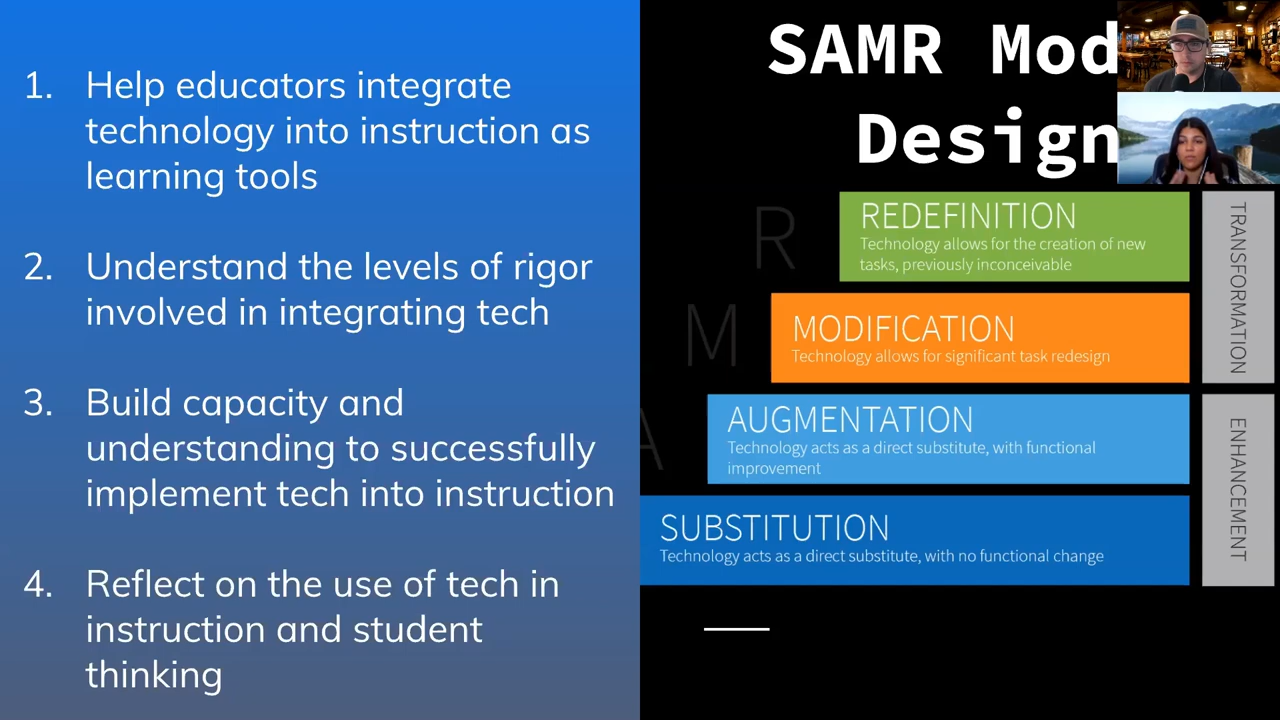 1. Help educators integrate
technology into instruction as
learning tools
2. Understand the levels of rigor
involved in integrating tech
3. Build capacity and
understanding to successfully
implement tech into instruction
4. Reflect on the use of tech in
instruction and student
thinking
SAMR Mod
Design
R
REDEFINITION
Technology allows for the creation of new
tasks, previously inconceivable
M
MODIFICATION
Technology allows for significant task redesign
TRANSFORMATION
A
AUGMENTATION
Technology acts as a direct substitute, with functional
improvement
SUBSTITUTION
Technology acts as a direct substitute, with no functional change
ENHANCEMENT